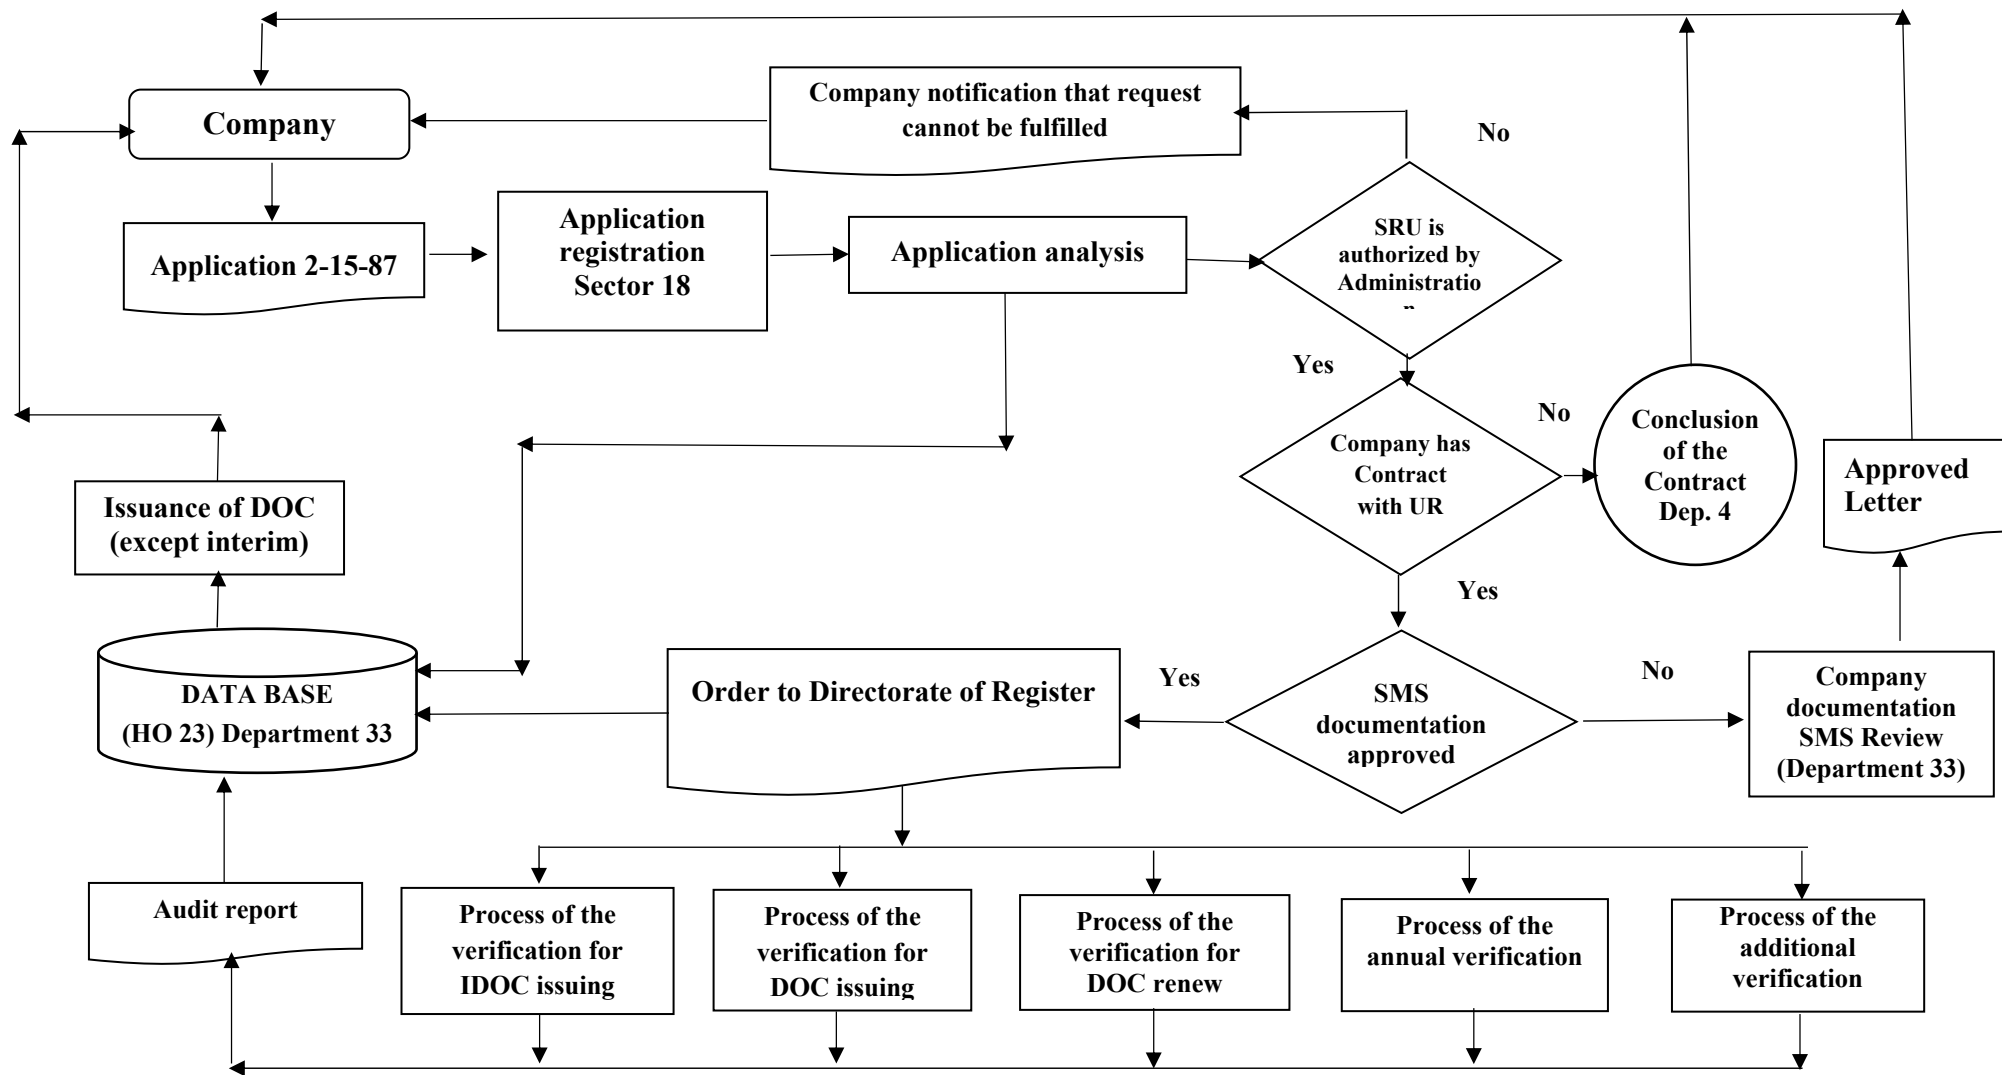 Company notification that request
cannot be fulfilled
Company
No
Application 2-15-87
Application
registration
Sector 18
Application analysis
SRU is
authorized by
Administratio
Yes
No
Company has
Contract
with UR
Conclusion
of the
Contract
Dep. 4
Approved
Letter
Issuance of DOC
(except interim)
Yes
DATA BASE
(HO 23) Department 33
Order to Directorate of Register
Yes
SMS
documentation
approved
No
Company
documentation
SMS Review
(Department 33)
Audit report
Process of the
verification for
IDOC issuing
Process of the
verification for
DOC issuing
Process of the
verification for
DOC renew
Process of the
annual verification
Process of the
additional
verification